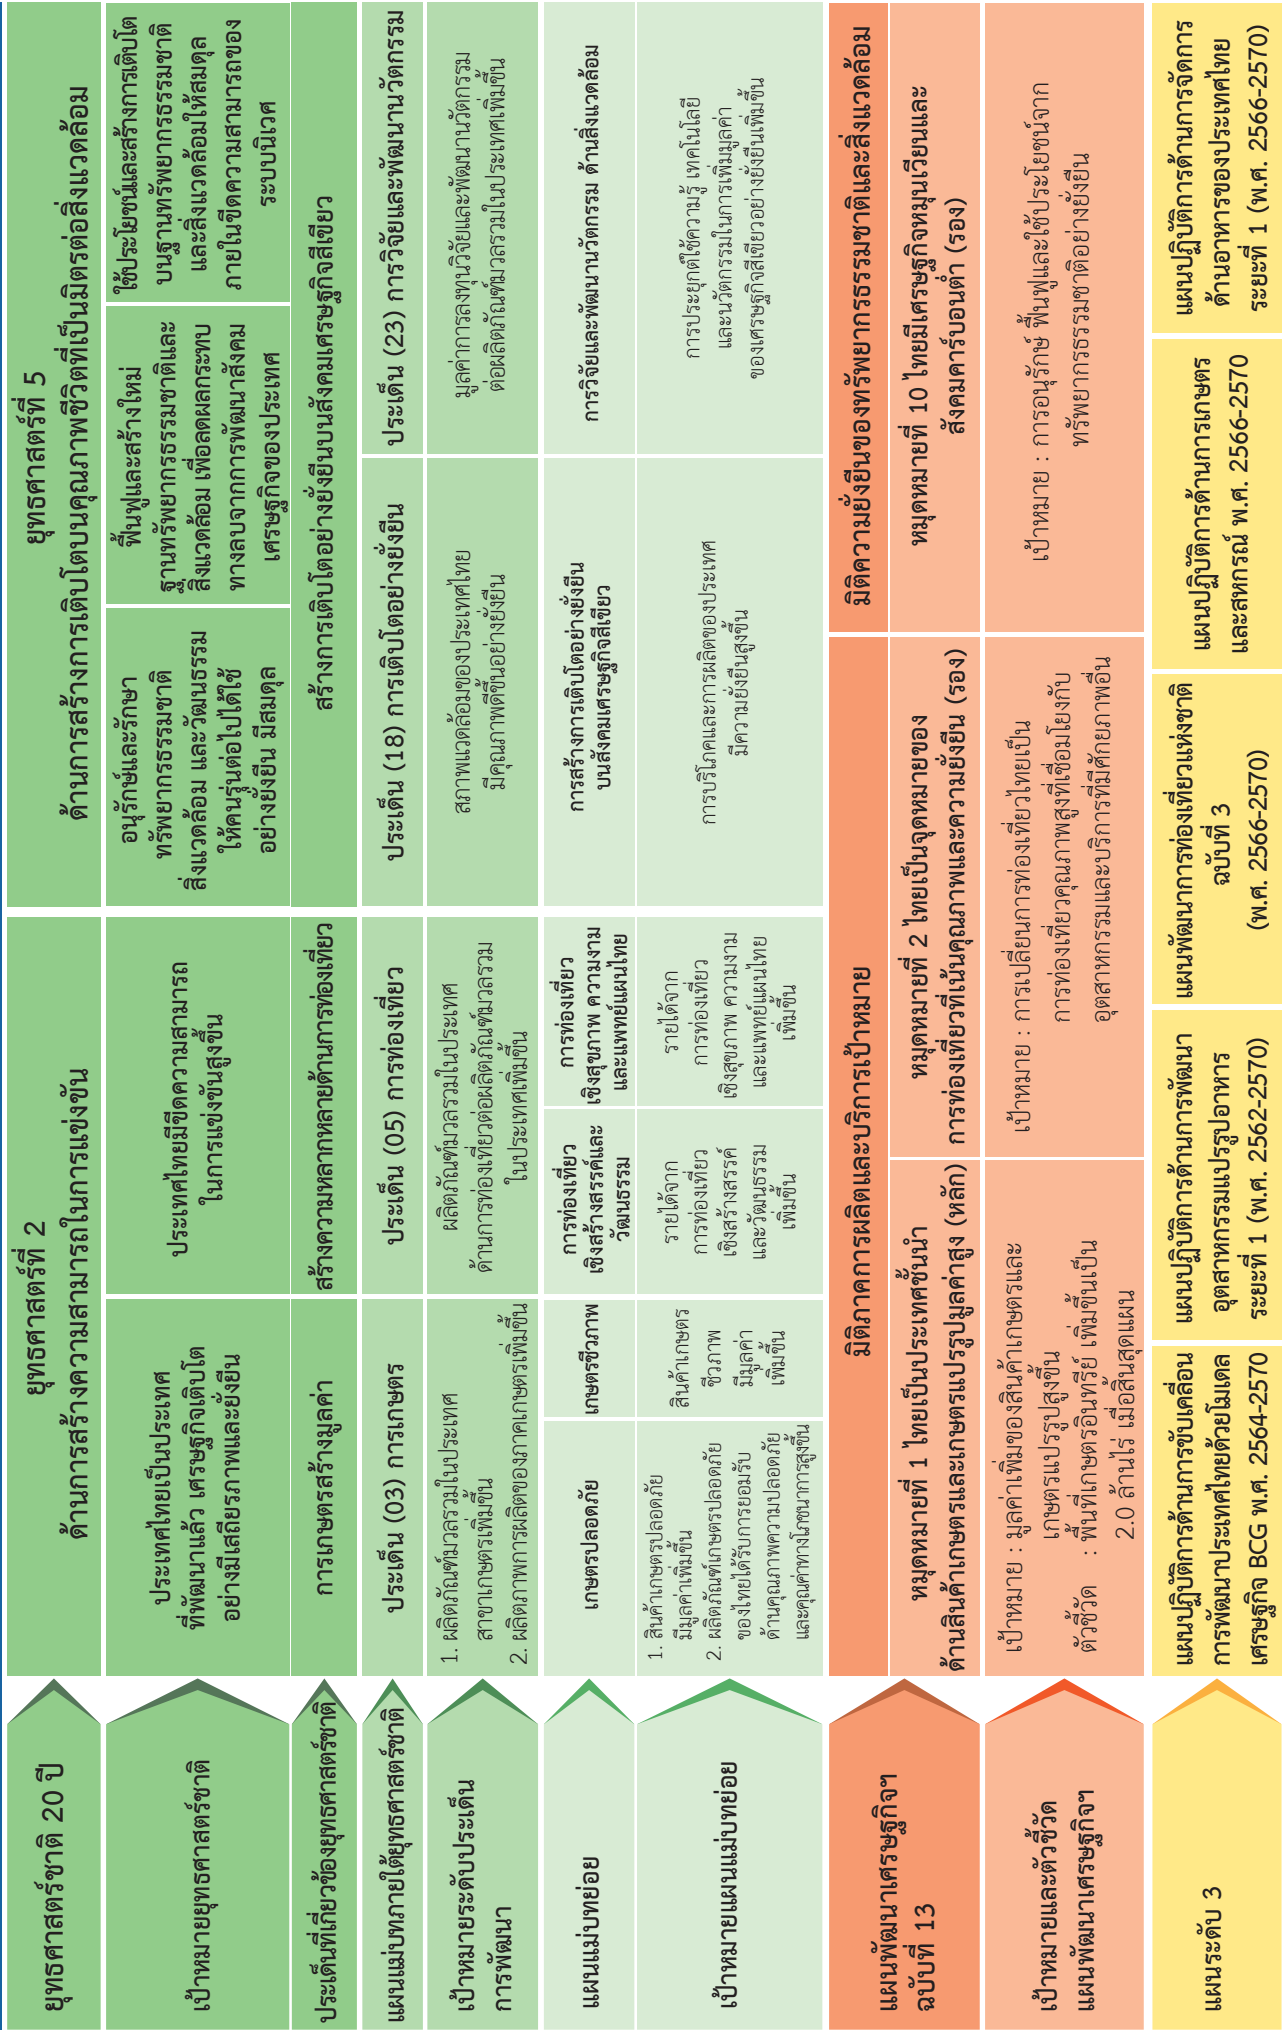 ยุทธศาสตร์ชาติ 20 ปี
ยุทธศาสตร์ที่ 2
ด้านการสร้างความสามารถในการแข่งขัน
ยุทธศาสตร์ที่ 5
ด้านการสร้างการเติบโตบนคุณภาพชีวิตที่เป็นมิตรต่อสิ่งแวดล้อม
เป้าหมายยุทธศาสตร์ชาติ
ประเทศไทยเป็นประเทศ
ที่พัฒนาแล้ว เศรษฐกิจเติบโต
อย่างมีเสถียรภาพและยั่งยืน
ประเทศไทยมีขีดความสามารถ
ในการแข่งขันสูงขึ้น
อนุรักษ์และรักษา
ทรัพยากรธรรมชาติ
สิ่งแวดล้อม และวัฒนธรรม
ให้คนรุ่นต่อไปได้ใช้
อย่างยั่งยืน มีสมดุล
ฟื้นฟูและสร้างใหม่
ฐานทรัพยากรธรรมชาติและ
สิ่งแวดล้อม เพื่อลดผลกระทบ
ทางลบจากการพัฒนาสังคม
เศรษฐกิจของประเทศ
ใช้ประโยชน์และสร้างการเติบโต
บนฐานทรัพยากรธรรมชาติ
และสิ่งแวดล้อมให้สมดุล
ภายในขีดความสามารถของ
ระบบนิเวศ
ประเด็นที่เกี่ยวข้องยุทธศาสตร์ชาติ
การเกษตรสร้างมูลค่า
สร้างความหลากหลายด้านการท่องเที่ยว
สร้างการเติบโตอย่างยั่งยืนบนสังคมเศรษฐกิจสีเขียว
แผนแม่บทภายใต้ยุทธศาสตร์ชาติ
ประเด็น (03) การเกษตร
ประเด็น (05) การท่องเที่ยว
ประเด็น (18) การเติบโตอย่างยั่งยืน
ประเด็น (23) การวิจัยและพัฒนานวัตกรรม
เป้าหมายระดับประเด็น
การพัฒนา
1. ผลิตภัณฑ์มวลรวมในประเทศ
สาขาเกษตรเพิ่มขึ้น
2. ผลิตภาพการผลิตของภาคเกษตรเพิ่มขึ้น
ผลิตภัณฑ์มวลรวมในประเทศ
ด้านการท่องเที่ยวต่อผลิตภัณฑ์มวลรวม
ในประเทศเพิ่มขึ้น
สภาพแวดล้อมของประเทศไทย
มีคุณภาพดีขึ้นอย่างยั่งยืน
มูลค่าการลงทุนวิจัยและพัฒนานวัตกรรม
ต่อผลิตภัณฑ์มวลรวมในประเทศเพิ่มขึ้น
แผนแม่บทย่อย
เกษตรปลอดภัย
เกษตรชีวภาพ
การท่องเที่ยว
เชิงสร้างสรรค์และ
วัฒนธรรม
การท่องเที่ยว
เชิงสุขภาพ ความงาม
และแพทย์แผนไทย
การสร้างการเติบโตอย่างยั่งยืน
บนสังคมเศรษฐกิจสีเขียว
การวิจัยและพัฒนานวัตกรรม ด้านสิ่งแวดล้อม
เป้าหมายแผนแม่บทย่อย
1. สินค้าเกษตรปลอดภัย
มีมูลค่าเพิ่มขึ้น
2. ผลิตภัณฑ์เกษตรปลอดภัย
ของไทยได้รับการยอมรับ
ด้านคุณภาพความปลอดภัย
และคุณค่าทางโภชนาการสูงขึ้น
สินค้าเกษตร
ชีวภาพ
มีมูลค่า
เพิ่มขึ้น
รายได้จาก
การท่องเที่ยว
เชิงสร้างสรรค์
และวัฒนธรรม
เพิ่มขึ้น
รายได้จาก
การท่องเที่ยว
เชิงสุขภาพ ความงาม
และแพทย์แผนไทย
เพิ่มขึ้น
การบริโภคและการผลิตของประเทศ
มีความยั่งยืนสูงขึ้น
การประยุกต์ใช้ความรู้ เทคโนโลยี
และนวัตกรรมในการเพิ่มมูลค่า
ของเศรษฐกิจสีเขียวอย่างยั่งยืนเพิ่มขึ้น
แผนพัฒนาเศรษฐกิจฯ
ฉบับที่ 13
มิติภาคการผลิตและบริการเป้าหมาย
มิติความยั่งยืนของทรัพยากรธรรมชาติและสิ่งแวดล้อม
หมุดหมายที่ 1 ไทยเป็นประเทศชั้นนำ
ด้านสินค้าเกษตรและเกษตรแปรรูปมูลค่าสูง (หลัก)
หมุดหมายที่ 2 ไทยเป็นจุดหมายของ
การท่องเที่ยวที่เน้นคุณภาพและความยั่งยืน (รอง)
หมุดหมายที่ 10 ไทยมีเศรษฐกิจหมุนเวียนและ
สังคมคาร์บอนต่ำ (รอง)
เป้าหมายและตัวชี้วัด
แผนพัฒนาเศรษฐกิจฯ
เป้าหมาย : มูลค่าเพิ่มของสินค้าเกษตรและ
เกษตรแปรรูปสูงขึ้น
ตัวชี้วัด : พื้นที่เกษตรอินทรีย์ เพิ่มขึ้นเป็น
2.0 ล้านไร่ เมื่อสิ้นสุดแผน
เป้าหมาย : การเปลี่ยนการท่องเที่ยวไทยเป็น
การท่องเที่ยวคุณภาพสูงที่เชื่อมโยงกับ
อุตสาหกรรมและบริการที่มีศักยภาพอื่น
เป้าหมาย : การอนุรักษ์ ฟื้นฟูและใช้ประโยชน์จาก
ทรัพยากรธรรมชาติอย่างยั่งยืน
แผนระดับ 3
แผนปฏิบัติการด้านการขับเคลื่อน
การพัฒนาประเทศไทยด้วยโมเดล
เศรษฐกิจ BCG พ.ศ. 2564-2570
แผนปฏิบัติการด้านการพัฒนา
อุตสาหกรรมแปรรูปอาหาร
ระยะที่ 1 (พ.ศ. 2562-2570)
แผนพัฒนาการท่องเที่ยวแห่งชาติ
ฉบับที่ 3
(พ.ศ. 2566-2570)
แผนปฏิบัติการด้านการเกษตร
และสหกรณ์ พ.ศ. 2566-2570
แผนปฏิบัติการด้านการจัดการ
ด้านอาหารของประเทศไทย
ระยะที่ 1 (พ.ศ. 2566-2570)